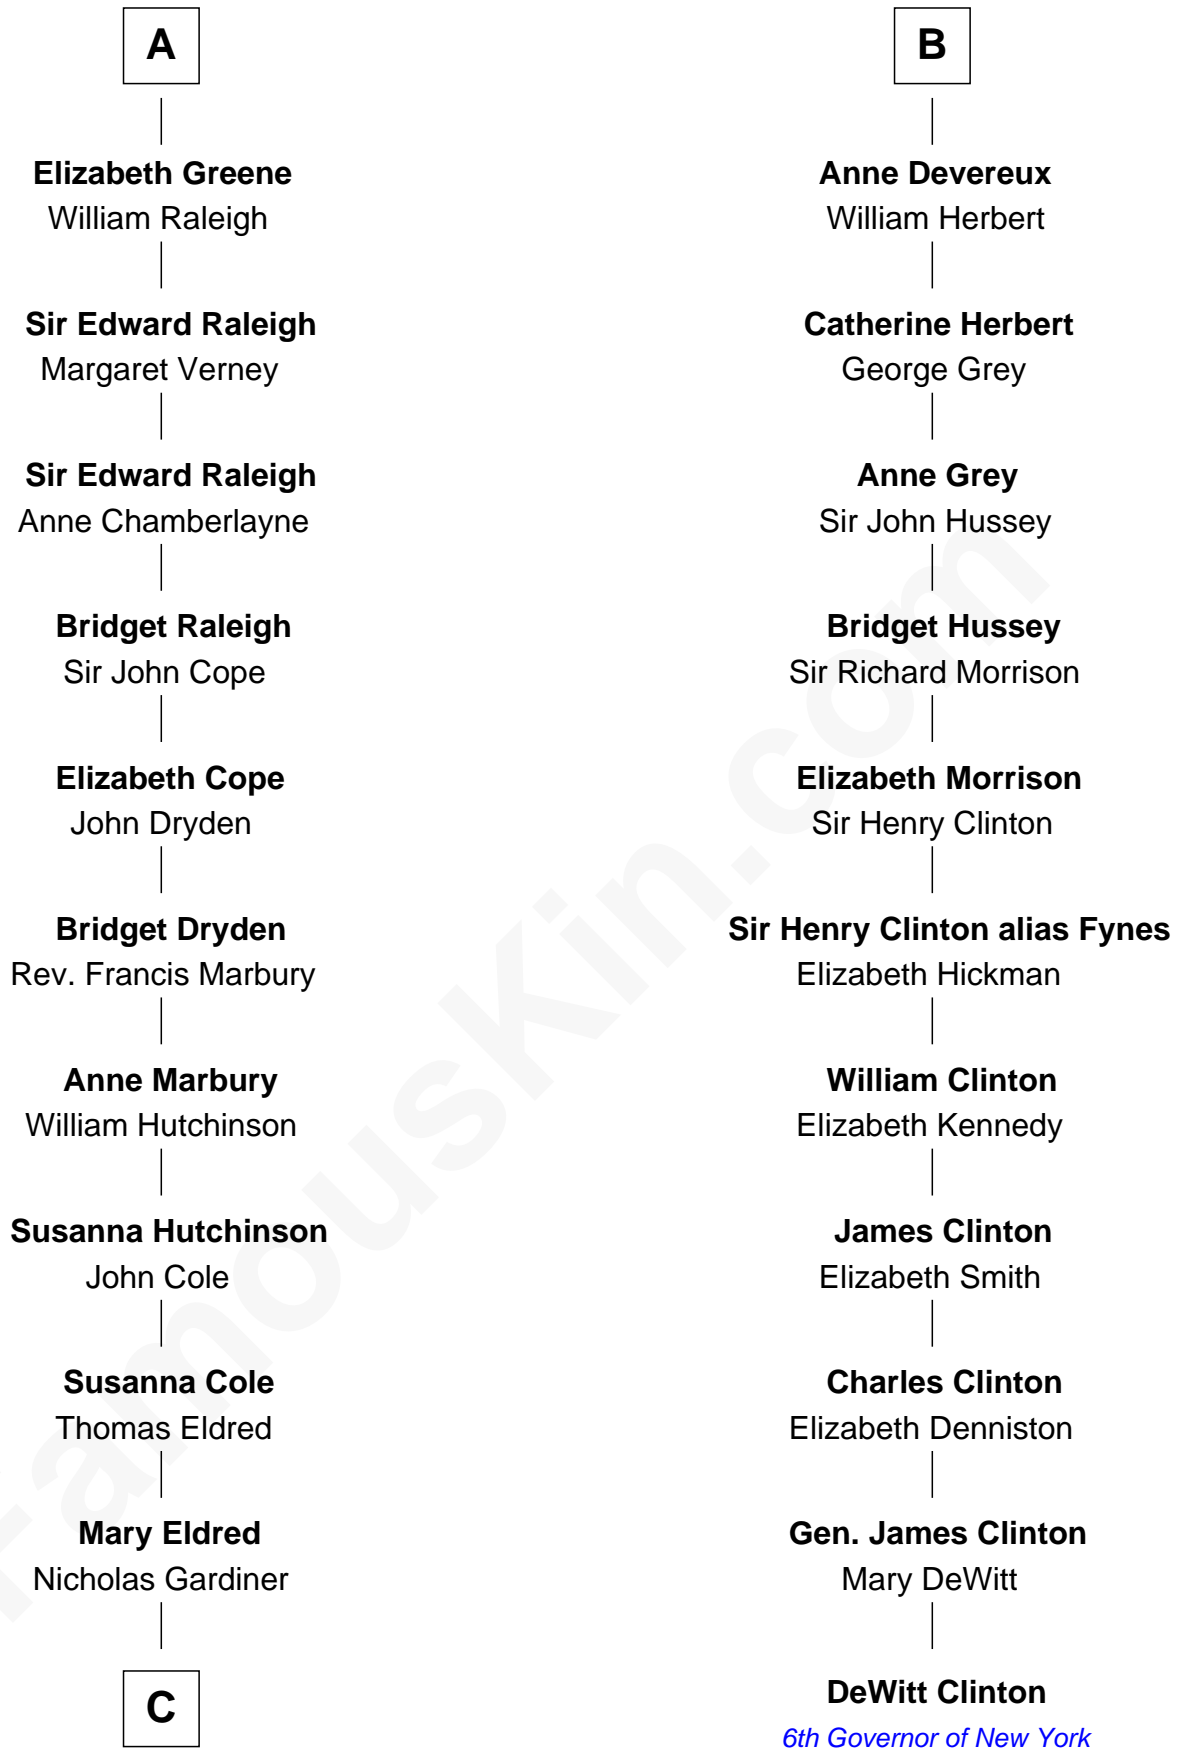 A
Elizabeth Greene
William Raleigh
Sir Edward Raleigh
Margaret Verney
Sir Edward Raleigh
Anne Chamberlayne
Bridget Raleigh
Sir John Cope
Elizabeth Cope
John Dryden
Bridget Dryden
Rev. Francis Marbury
Anne Marbury
William Hutchinson
Susanna Hutchinson
John Cole
Susanna Cole
Thomas Eldred
Mary Eldred
Nicholas Gardiner
C
B
Anne Devereux
William Herbert
Catherine Herbert
George Grey
Anne Grey
Sir John Hussey
Bridget Hussey
Sir Richard Morrison
Elizabeth Morrison
Sir Henry Clinton
Sir Henry Clinton alias Fynes
Elizabeth Hickman
William Clinton
Elizabeth Kennedy
James Clinton
Elizabeth Smith
Charles Clinton
Elizabeth Denniston
Gen. James Clinton
Mary DeWitt
DeWitt Clinton
6th Governor of New York
FamousKin.com